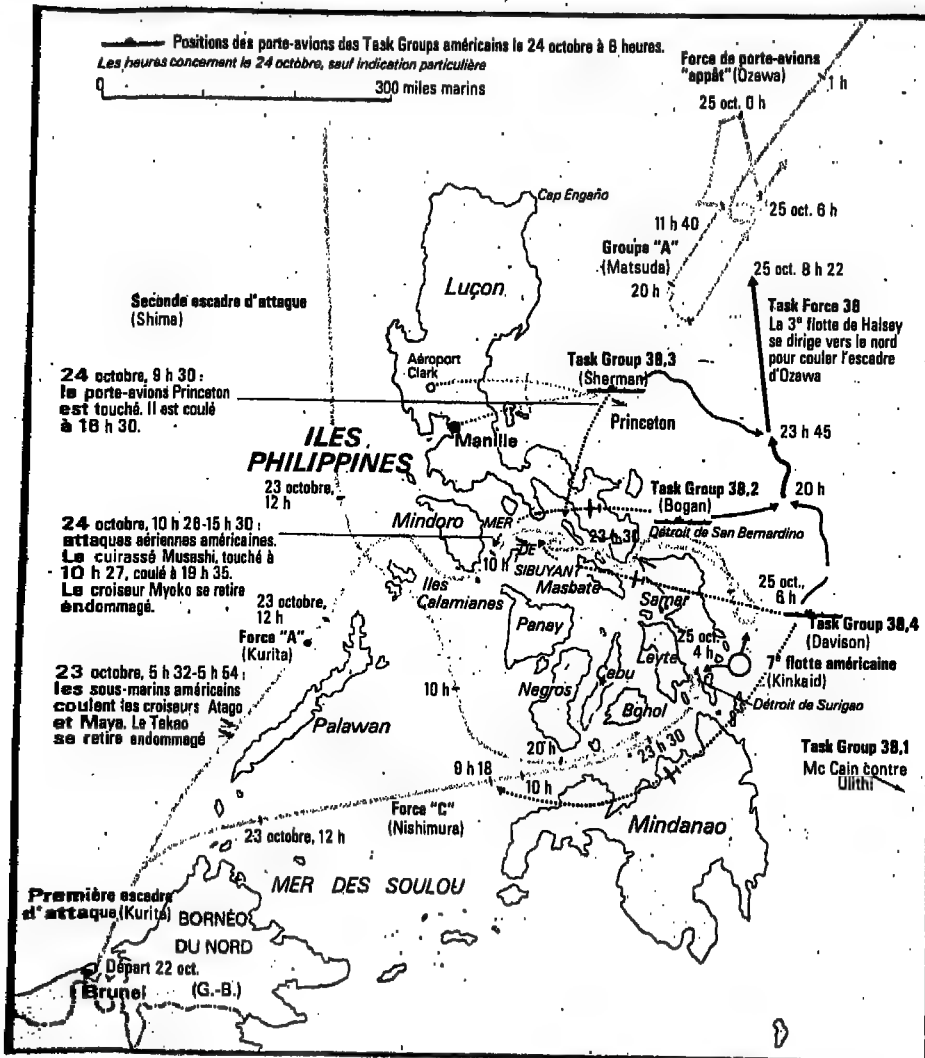 Positions des porte-avions des Task Groups américains le 24 octobre à 6 heures.
Les heures concernent le 24 octobre, sauf indication particulière
0
300 miles marins
Force de porte-avions
"appât" (Ozawa)
25 oct. 0 h
1 h
Cap Engaño
25 oct. 6 h
11 h 40
Groupe "A"
(Matsuda)
20 h
25 oct. 8 h 22
Task Force 38
La 3e flotte de Halsey
se dirige vers le nord
pour couler l'escadre
d'Ozawa
Luçon
Seconde escadre d'attaque
(Shima)
Aéroport
Clark
Task Group 38,3
(Sherman)
24 octobre, 9 h 30 :
le porte-avions Princeton
est touché. Il est coulé
à 16 h 30.
Princeton
Manille
23 h 45
ILES
PHILIPPINES
23 octobre,
12 h
Task Group 38,2
(Bogan)
20 h
Détroit de San Bernardino
24 octobre, 10 h 26-15 h 30 :
attaques aériennes américaines.
Le cuirassé Musashi, touché à
10 h 27, coulé à 19 h 35.
Le croiseur Myoko se retire
endommagé.
Mindoro
MER
DE
SIBUYANT
10 h
23 h 30
Masbate
Samar
Iles
Calamianes
23 octobre,
12 h
Force "A"
(Kurita)
25 oct.,
6 h
Task Group 38,4
(Davison)
Panay
25 oct.
4 h
7e flotte américaine
(Kinkaid)
Leyte
Cebu
Negros
Bohol
Détroit de Surigao
23 octobre, 5 h 32-5 h 54 :
les sous-marins américains
coulent les croiseurs Atago
et Maya. Le Takao
se retire endommagé
10 h
Palawan
20 h
23 h 30
Task Group 38,1
Mc Cain contre
Ulithi
9 h 18
10 h
Force "C"
(Nishimura)
23 octobre, 12 h
Mindanao
MER DES SOULOU
Première escadre
d'attaque (Kurita)
BORNÉO
DU NORD
(G.-B.)
Départ 22 oct.
Brunei